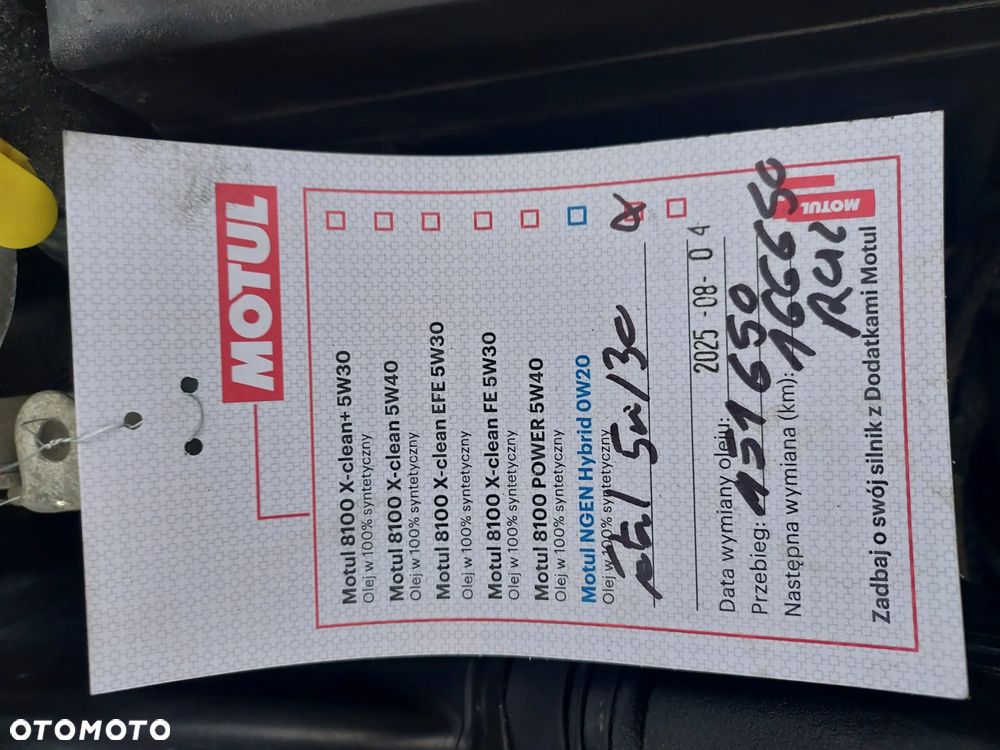 MOTUL
Motul 8100 X-clean+ 5W30
Olej w 100% syntetyczny
Motul 8100 X-clean 5W40
Olej w 100% syntetyczny
Motul 8100 X-clean EFE 5W30
Olej w 100% syntetyczny
Motul 8100 X-clean FE 5W30
Olej w 100% syntetyczny
Motul 8100 POWER 5W40
Olej w 100% syntetyczny
Motul NGEN Hybrid 0W20
Olej w 100% syntetyczny
5w/30
Data wymiany oleju: 2025-08-04
Przebieg: 151650
Następna wymiana (km): 166650
MOTUL
Zadbaj o swój silnik z Dodatkami Motul
OTOMOTO